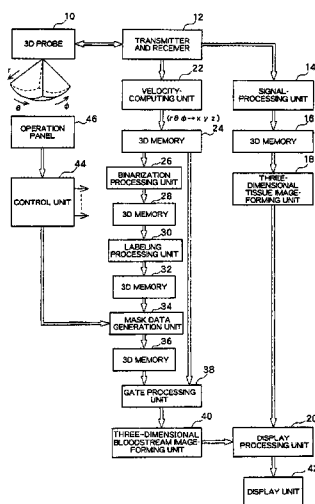 10
3D PROBE
r
θ
ϕ
12
TRANSMITTER
AND RECEIVER
22
VELOCITY-
COMPUTING UNIT
(r θ ϕ → x y z)
24
3D MEMORY
26
BINARIZATION
PROCESSING UNIT
28
3D MEMORY
30
LABELING
PROCESSING UNIT
32
3D MEMORY
34
MASK DATA
GENERATION UNIT
36
3D MEMORY
38
GATE PROCESSING
UNIT
40
THREE-DIMENSIONAL
BLOODSTREAM IMAGE-
FORMING UNIT
14
SIGNAL-
PROCESSING UNIT
16
3D MEMORY
18
THREE-
DIMENSIONAL
TISSUE IMAGE-
FORMING UNIT
20
DISPLAY
PROCESSING UNIT
42
DISPLAY UNIT
46
OPERATION
PANEL
44
CONTROL UNIT